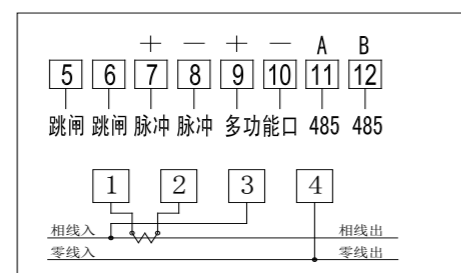 ＋ － ＋ － A B
5 6 7 8 9 10 11 12
跳闸 跳闸 脉冲 脉冲 多功能口 485 485
1 2 3 4
相线入 相线出
零线入 零线出